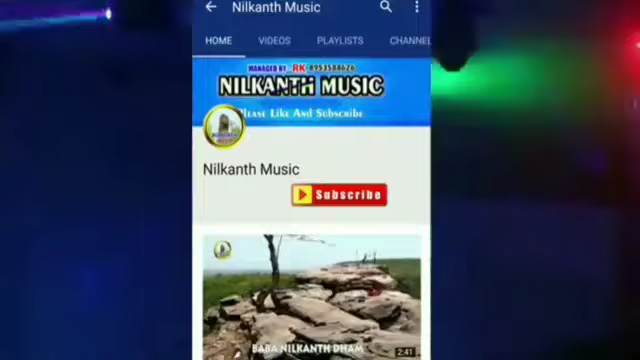 Nilkanth Music
HOME VIDEOS PLAYLISTS CHANNEL
MANAGED BY RK 8953588626
NILKANTH MUSIC
Please Like And Subscribe
Nilkanth Music
Subscribe
BABA NILKANTH DHAM
2:41